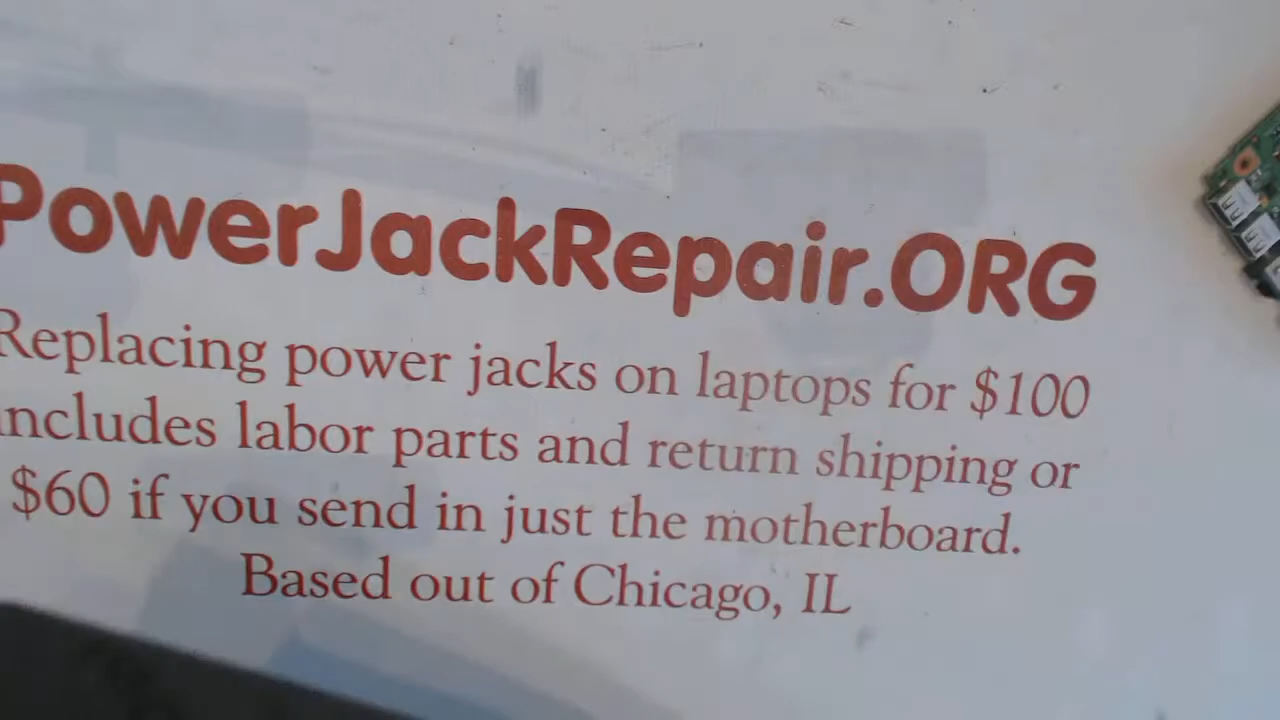 PowerJackRepair.ORG
Replacing power jacks on laptops for $100
includes labor parts and return shipping or
$60 if you send in just the motherboard.
Based out of Chicago, IL